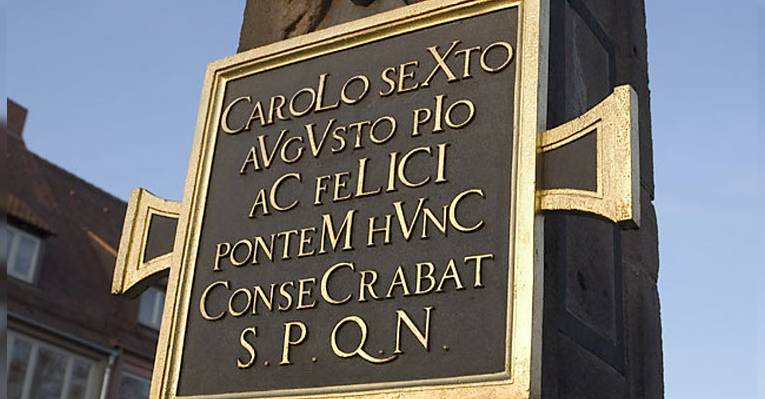 CAROLO SEXTO
AVGVSTO PIO
AC FELICI
PONTEM HVNC
CONSECRABAT
S. P. Q. N.